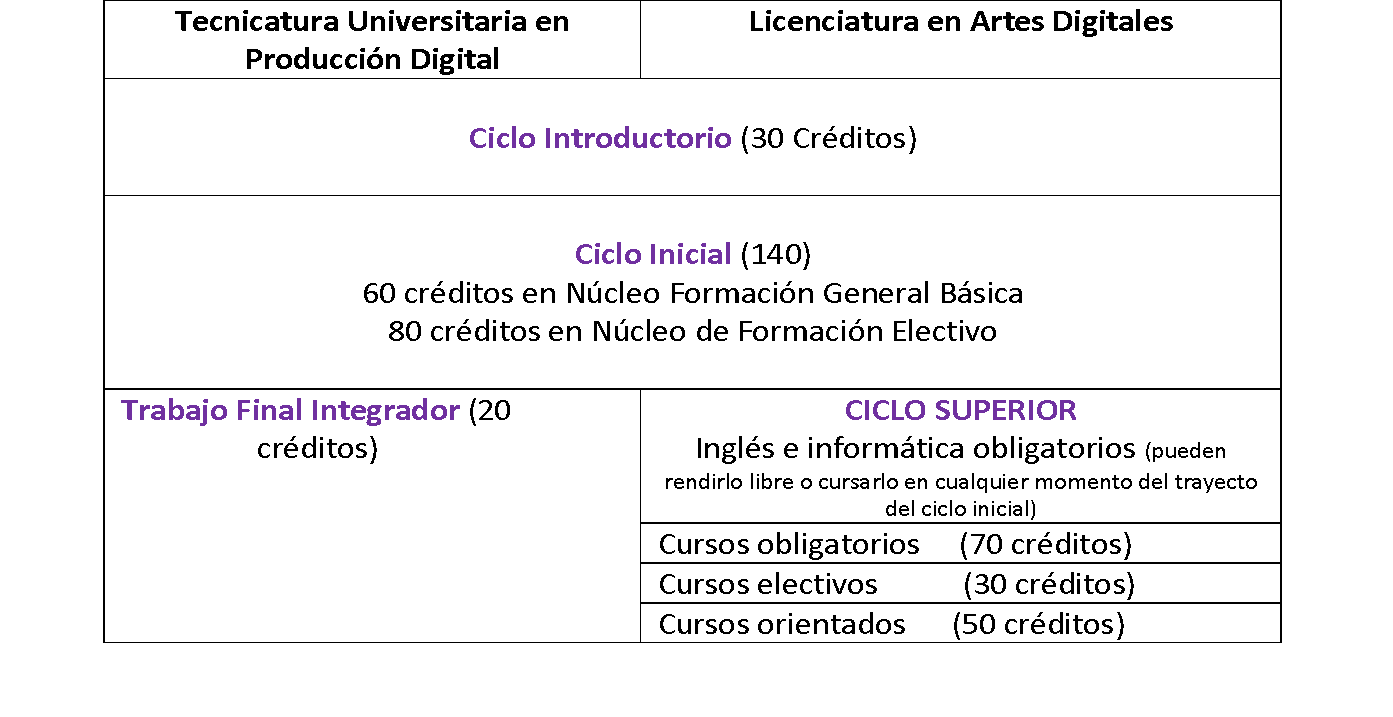 Tecnicatura Universitaria en
Producción Digital
Licenciatura en Artes Digitales
Ciclo Introductorio (30 Créditos)
Ciclo Inicial (140)
60 créditos en Núcleo Formación General Básica
80 créditos en Núcleo de Formación Electivo
Trabajo Final Integrador (20
créditos)
CICLO SUPERIOR
Inglés e informática obligatorios (pueden
rendirlo libre o cursarlo en cualquier momento del trayecto
del ciclo inicial)
Cursos obligatorios (70 créditos)
Cursos electivos (30 créditos)
Cursos orientados (50 créditos)